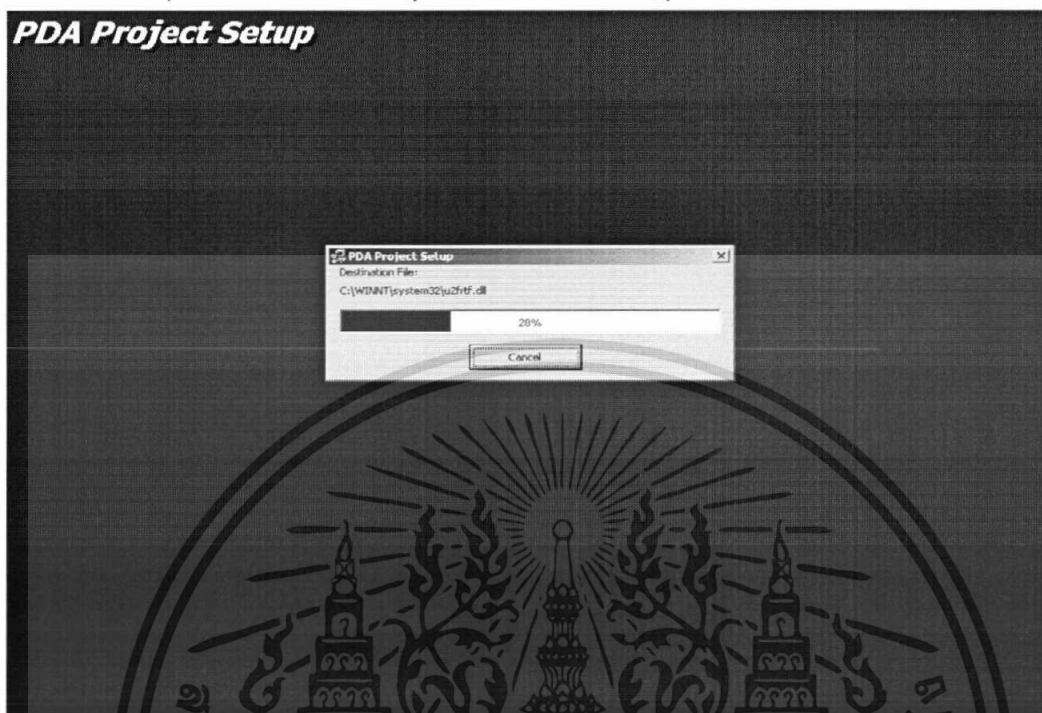 PDA Project Setup
PDA Project Setup
Destination File:
C:\WINNT\system32\u2frtf.dll
28%
Cancel